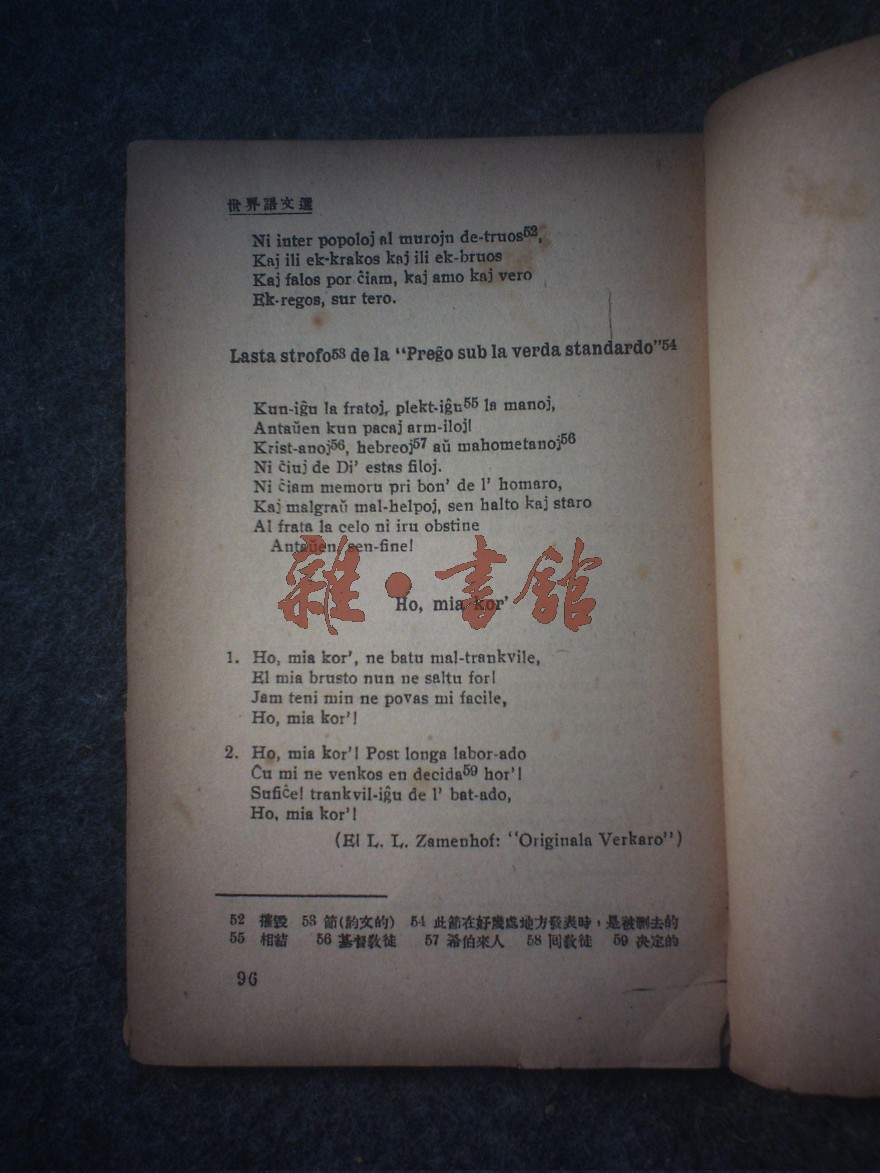 世界語文選
Ni inter popoloj al murojn de-truos52,
Kaj ili ek-krakos kaj ili ek-bruos
Kaj falos por ĉiam, kaj amo kaj vero
Ek-regos, sur tero.
Lasta strofo53 de la “Preĝo sub la verda standardo”54
Kun-iĝu la fratoj, plekt-iĝu55 la manoj,
Antaŭen kun pacaj arm-iloj!
Krist-anoj56, hebreoj57 aŭ mahometanoj56
Ni ĉiuj de Di’ estas filoj.
Ni ĉiam memoru pri bon’ de l’ homaro,
Kaj malgraŭ mal-helpoj, sen halto kaj staro
Al frata la celo ni iru obstine
Antaŭen, sen-fine!
雜·書館
Ho, mia kor’
1. Ho, mia kor’, ne batu mal-trankvile,
El mia brusto nun ne saltu for!
Jam teni min ne povas mi facile,
Ho, mia kor’!
2. Ho, mia kor’! Post longa labor-ado
Ĉu mi ne venkos en decida59 hor’!
Sufiĉe! trankvil-iĝu de l’ bat-ado,
Ho, mia kor’!
(El L. L. Zamenhof: “Originala Verkaro”)
52 摧毀 53 節(韵文的) 54 此節在好幾處地方發表時，是被刪去的
55 相結 56 基督敎徒 57 希伯來人 58 回敎徒 59 决定的
96